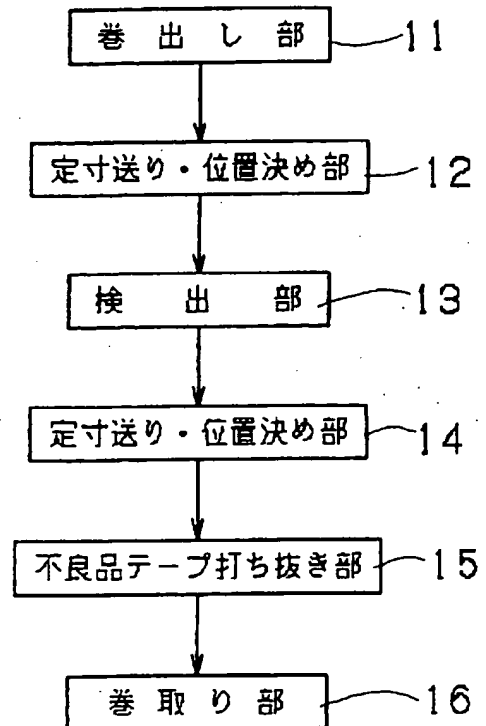 巻出し部 11
定寸送り・位置決め部 12
検出部 13
定寸送り・位置決め部 14
不良品テープ打ち抜き部 15
巻取り部 16